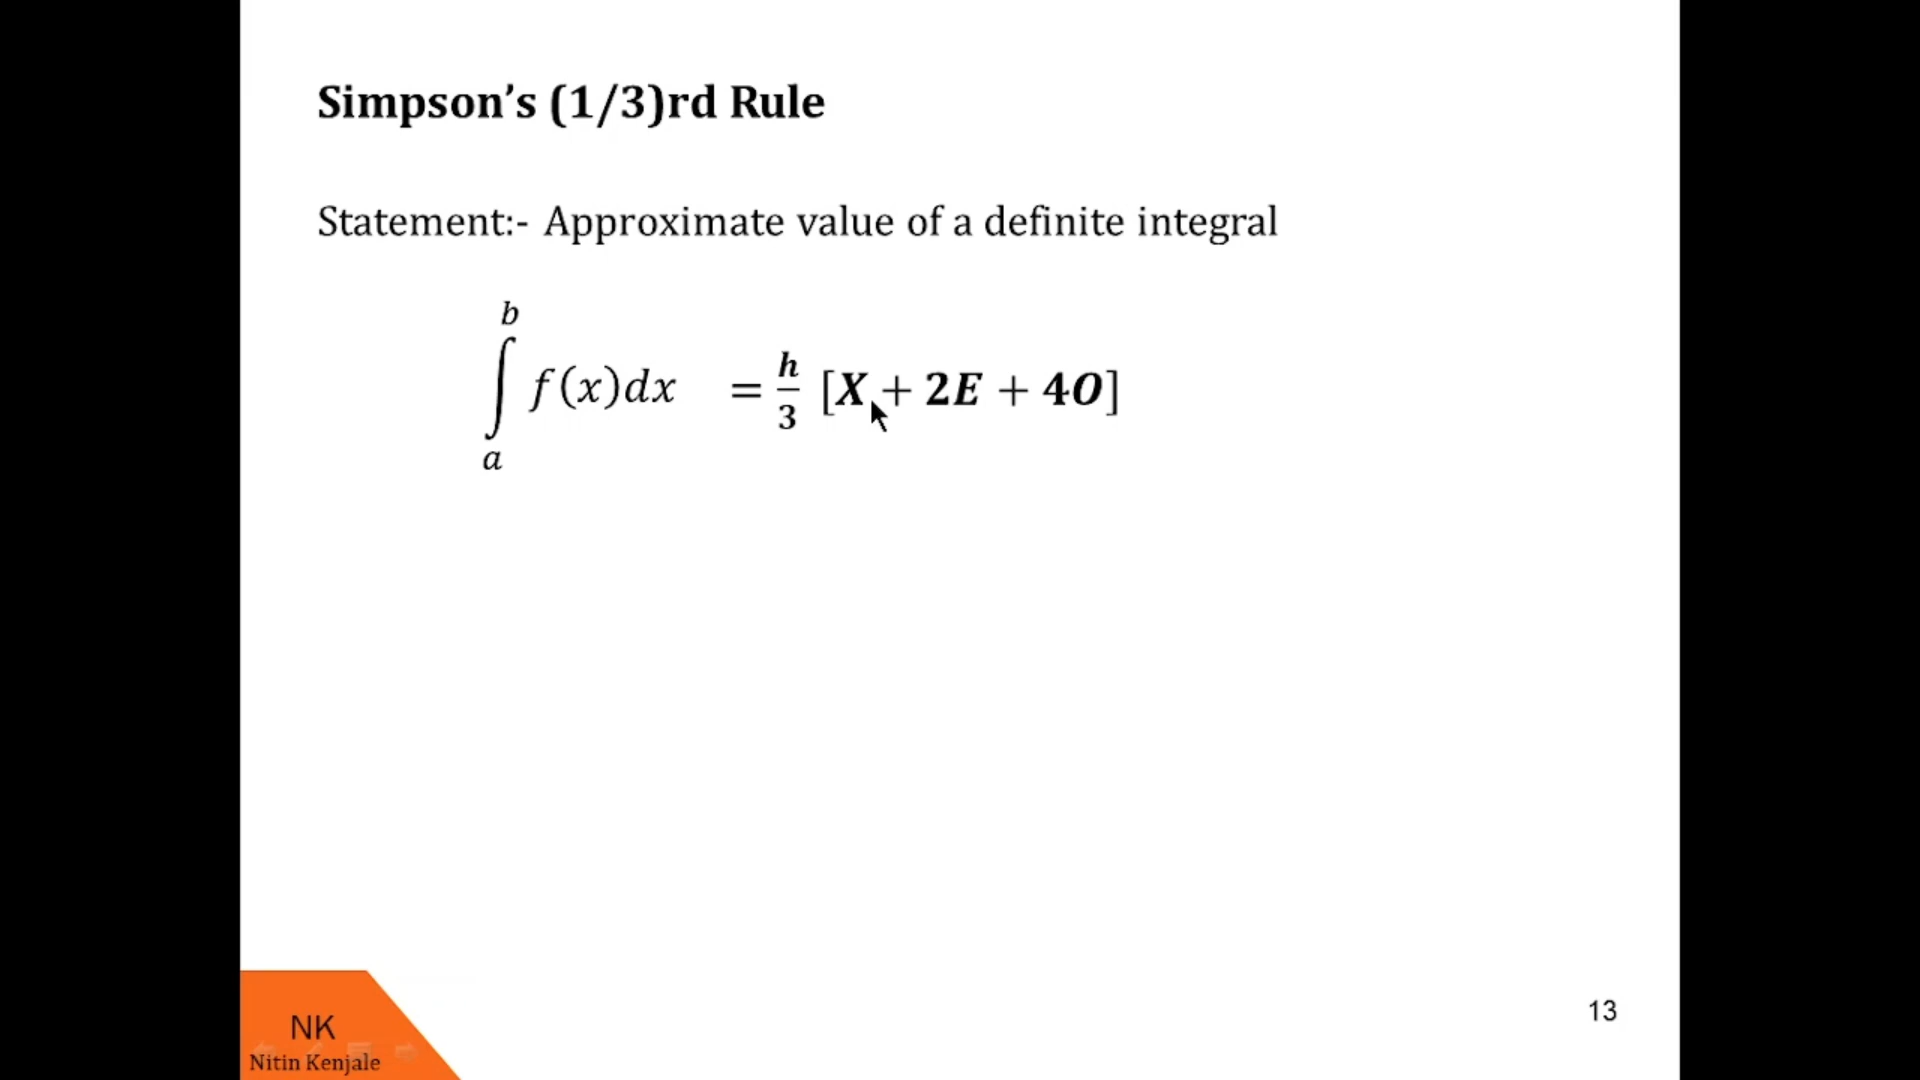 Simpson’s (1/3)rd Rule
Statement:- Approximate value of a definite integral
∫_a^b f(x)dx = h/3 [X + 2E + 4O]
NK
Nitin Kenjale
13